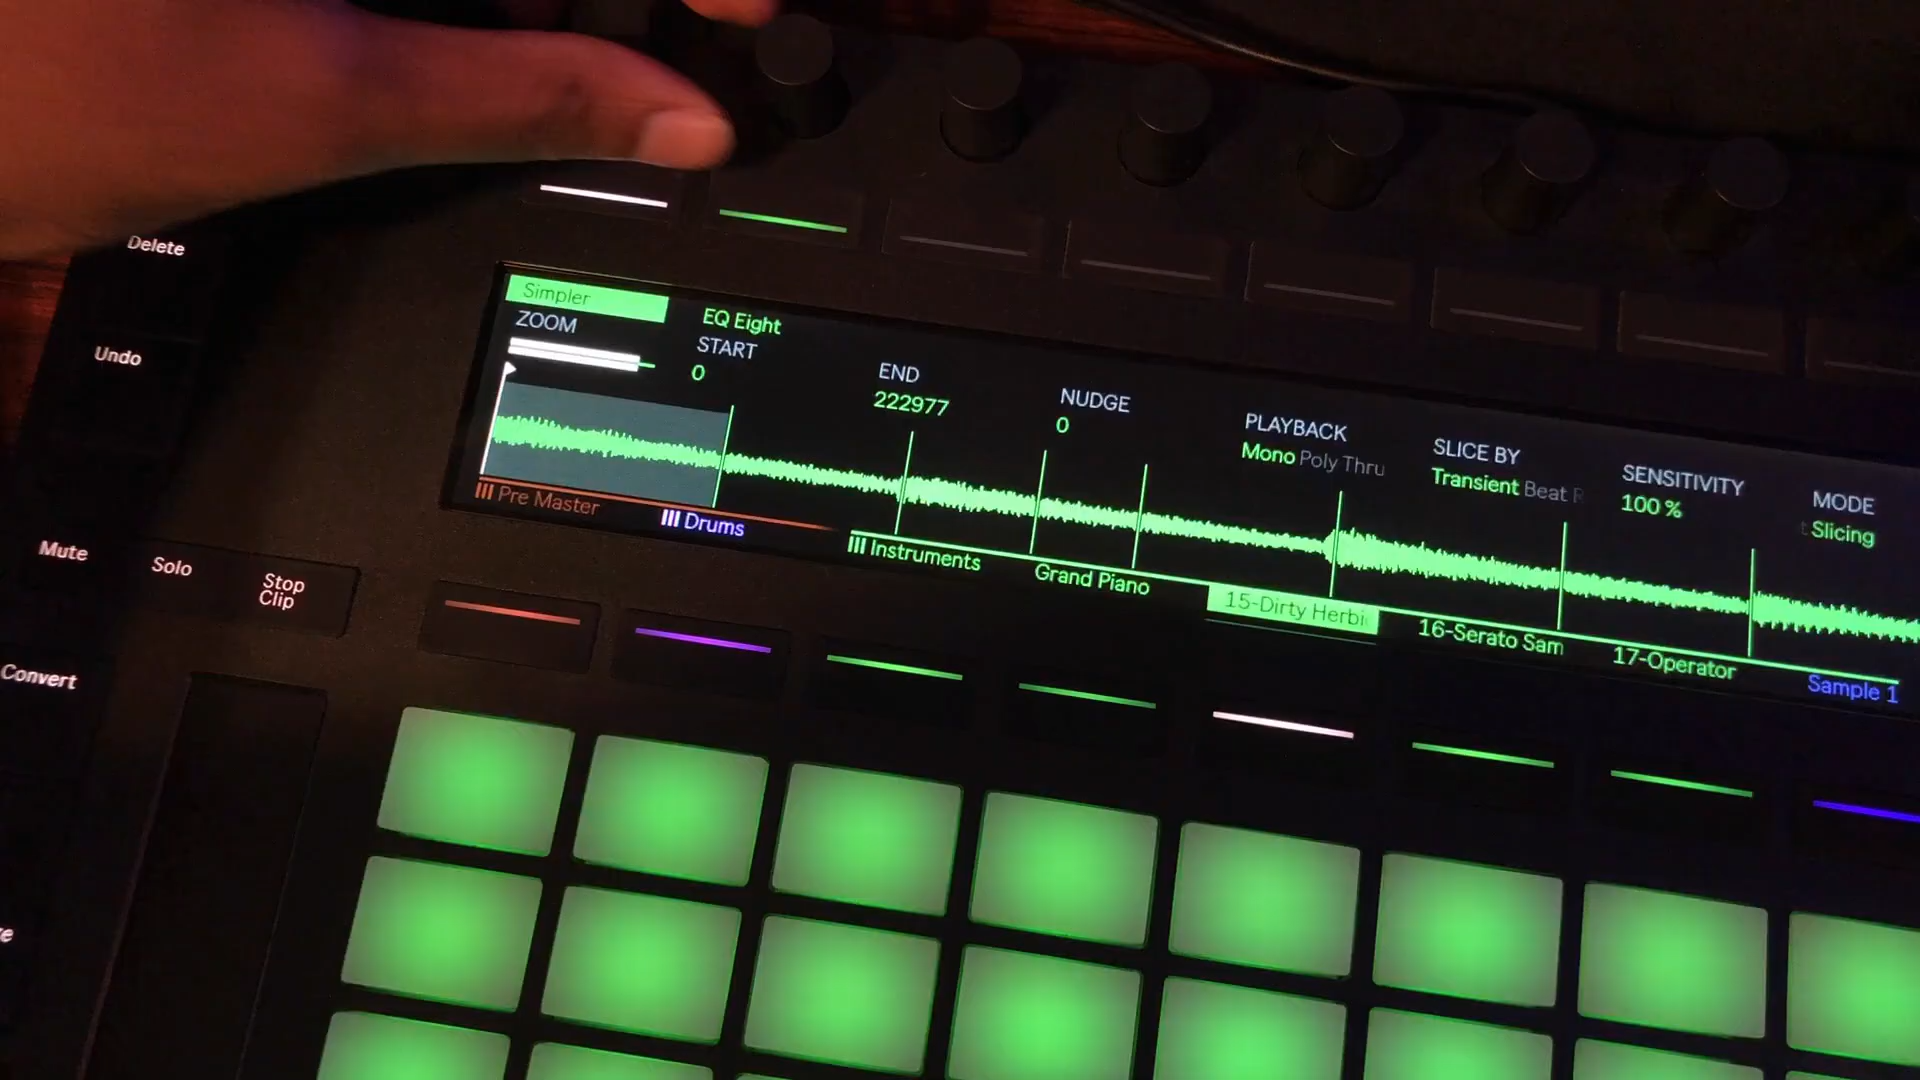 Delete
Undo
Mute
Solo
Stop
Clip
Convert
Simpler
EQ Eight
ZOOM
START
0
END
222977
NUDGE
0
PLAYBACK
Mono Poly Thru
SLICE BY
Transient Beat R
SENSITIVITY
100 %
MODE
t Slicing
Pre Master
Drums
Instruments
Grand Piano
15-Dirty Herbi
16-Serato Sam
17-Operator
Sample 1